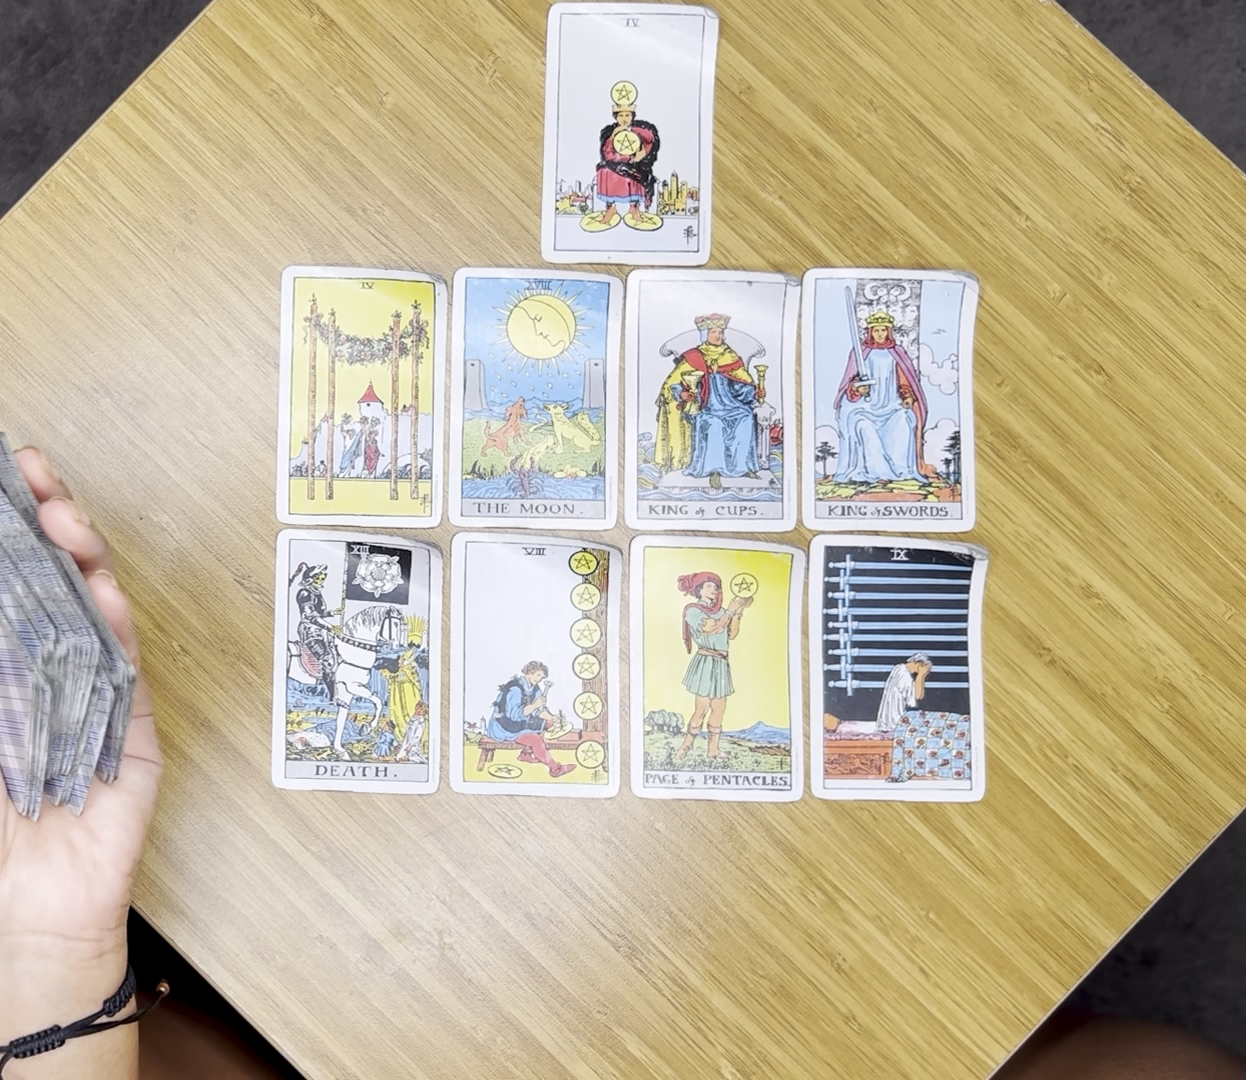 IV
IV
XVIII
THE MOON.
KING of CUPS.
KING of SWORDS.
XIII
DEATH.
VIII
PAGE of PENTACLES.
IX